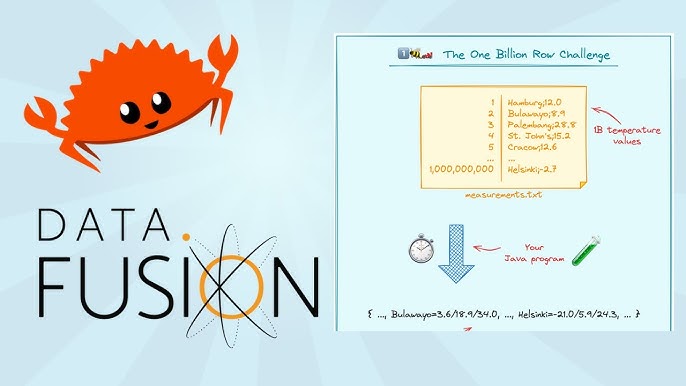 DATA
FUSION
1 The One Billion Row Challenge
1 Hamburg;12.0
2 Bulawayo;8.9
3 Palembang;28.8
4 St. John's;15.2
5 Cracow;12.6
... ...
1,000,000,000 Helsinki;-2.7
measurements.txt
1B temperature
values
Your
Java program
{ ..., Bulawayo=3.6/18.9/34.0, ..., Helsinki=-21.0/5.9/24.3, ... }